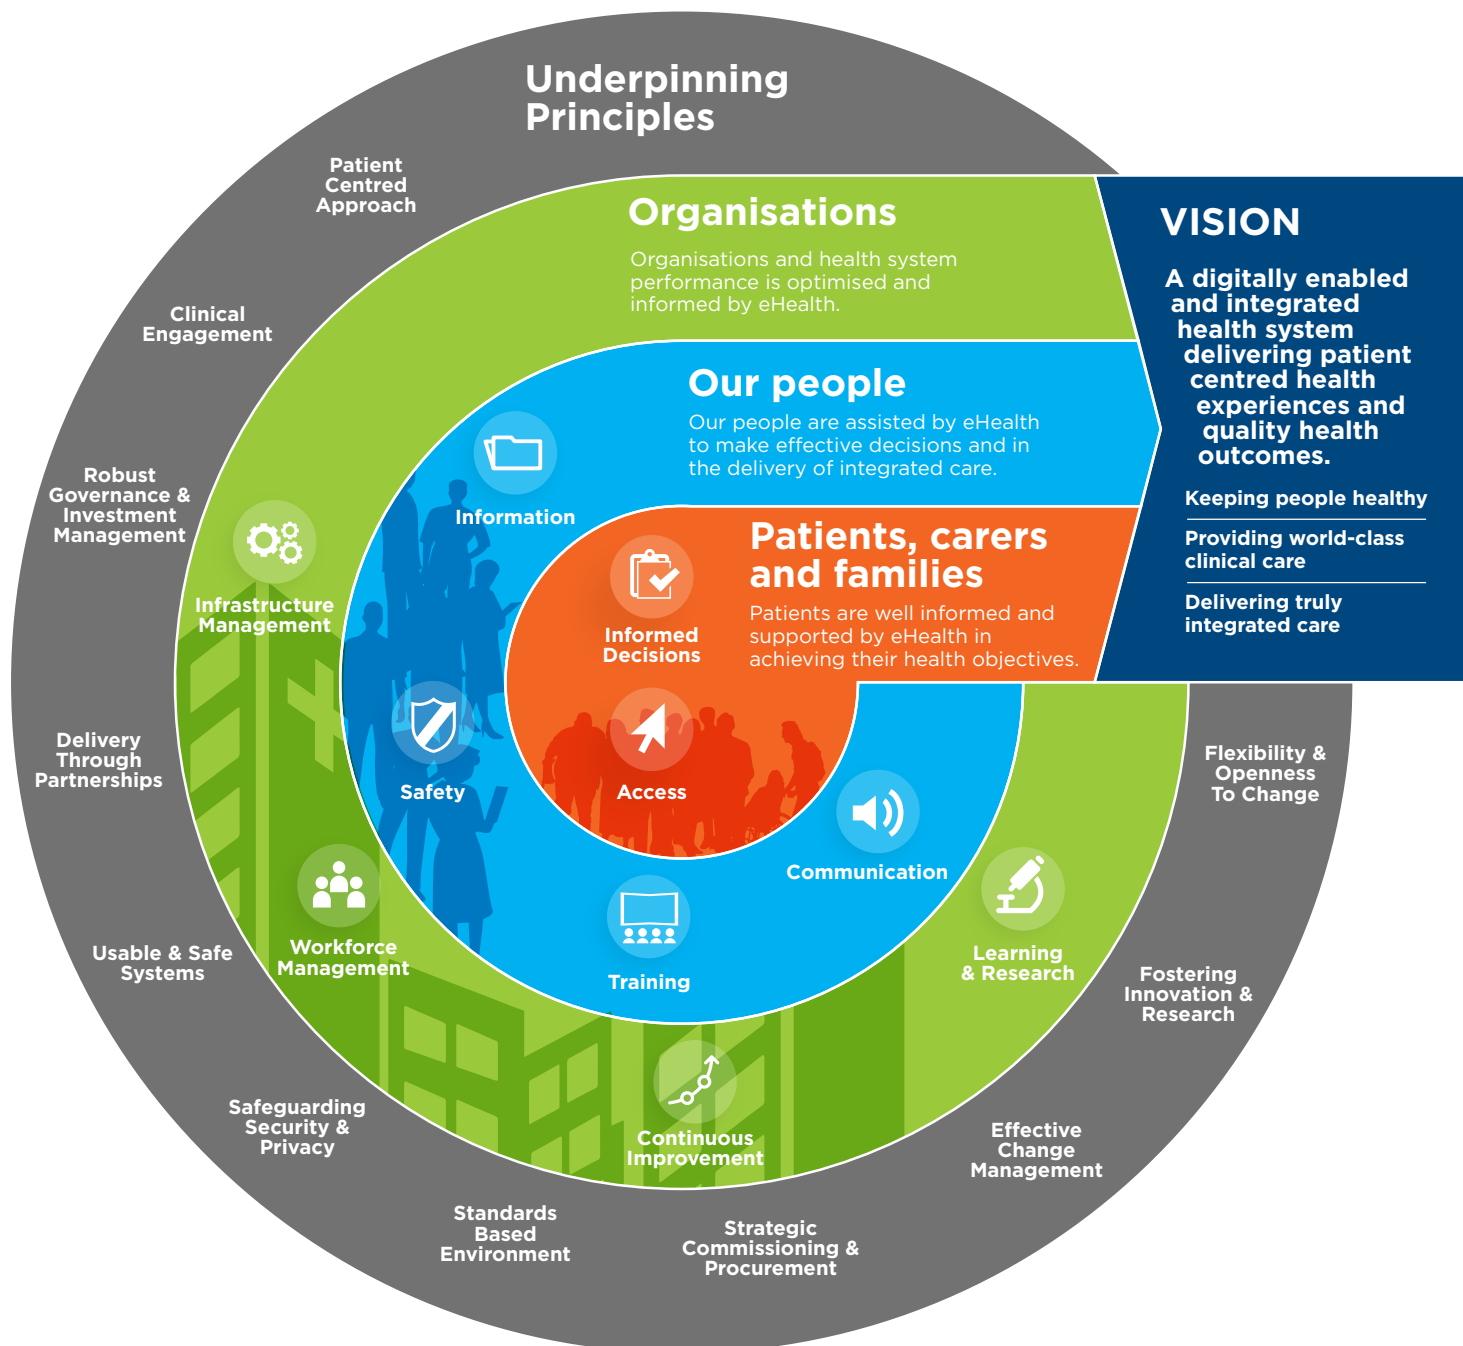 Underpinning
Principles
Patient
Centred
Approach
Clinical
Engagement
Robust
Governance &
Investment
Management
Delivery
Through
Partnerships
Usable & Safe
Systems
Safeguarding
Security &
Privacy
Standards
Based
Environment
Strategic
Commissioning &
Procurement
Effective
Change
Management
Fostering
Innovation &
Research
Flexibility &
Openness
To Change
Organisations
Organisations and health system
performance is optimised and
informed by eHealth.
Infrastructure
Management
Workforce
Management
Continuous
Improvement
Learning
& Research
Our people
Our people are assisted by eHealth
to make effective decisions and in
the delivery of integrated care.
Information
Safety
Training
Communication
Patients, carers
and families
Patients are well informed and
supported by eHealth in
achieving their health objectives.
Informed
Decisions
Access
VISION
A digitally enabled
and integrated
health system
delivering patient
centred health
experiences and
quality health
outcomes.
Keeping people healthy
Providing world-class
clinical care
Delivering truly
integrated care